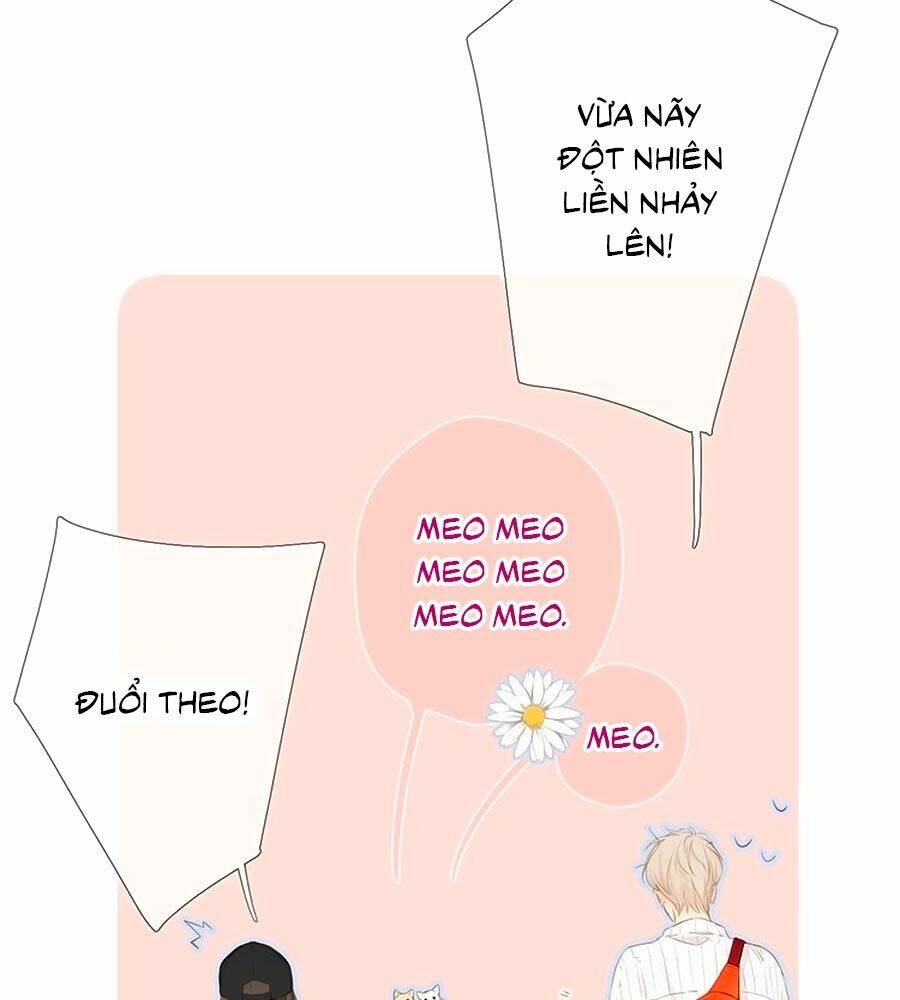 VỪA NÃY
ĐỘT NHIÊN
LIỀN NHẢY
LÊN!
MEO MEO
MEO MEO
MEO MEO.
MEO.
ĐUỔI THEO!